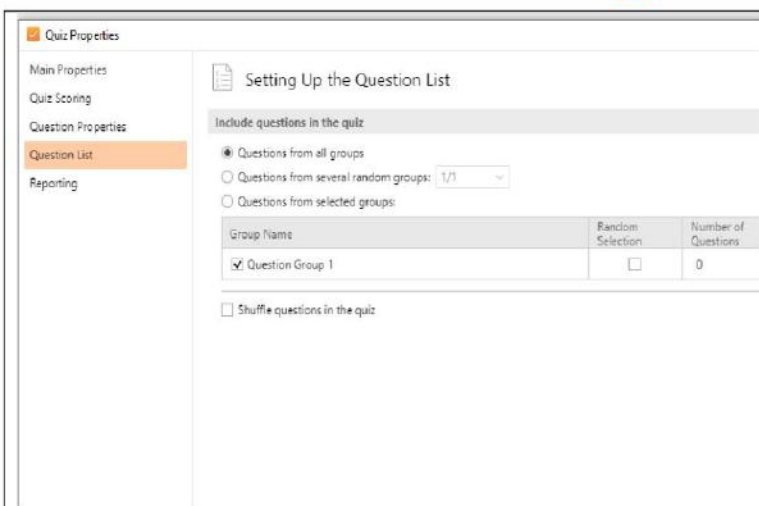 Quiz Properties
Main Properties
Quiz Scoring
Question Properties
Question List
Reporting
Setting Up the Question List
Include questions in the quiz
Questions from all groups
Questions from several random groups: 1/1
Questions from selected groups:
Group Name
Random Selection
Number of Questions
Question Group 1
0
Shuffle questions in the quiz